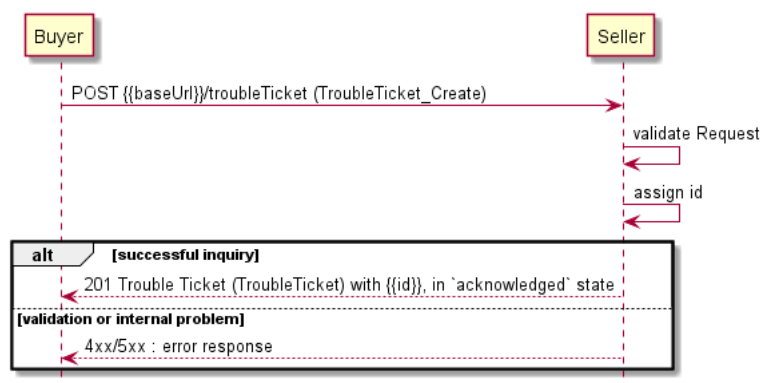 Buyer
Seller
POST {{baseUrl}}/troubleTicket (TroubleTicket_Create)
validate Request
assign id
alt
[successful inquiry]
201 Trouble Ticket (TroubleTicket) with {{id}}, in `acknowledged` state
[validation or internal problem]
4xx/5xx : error response